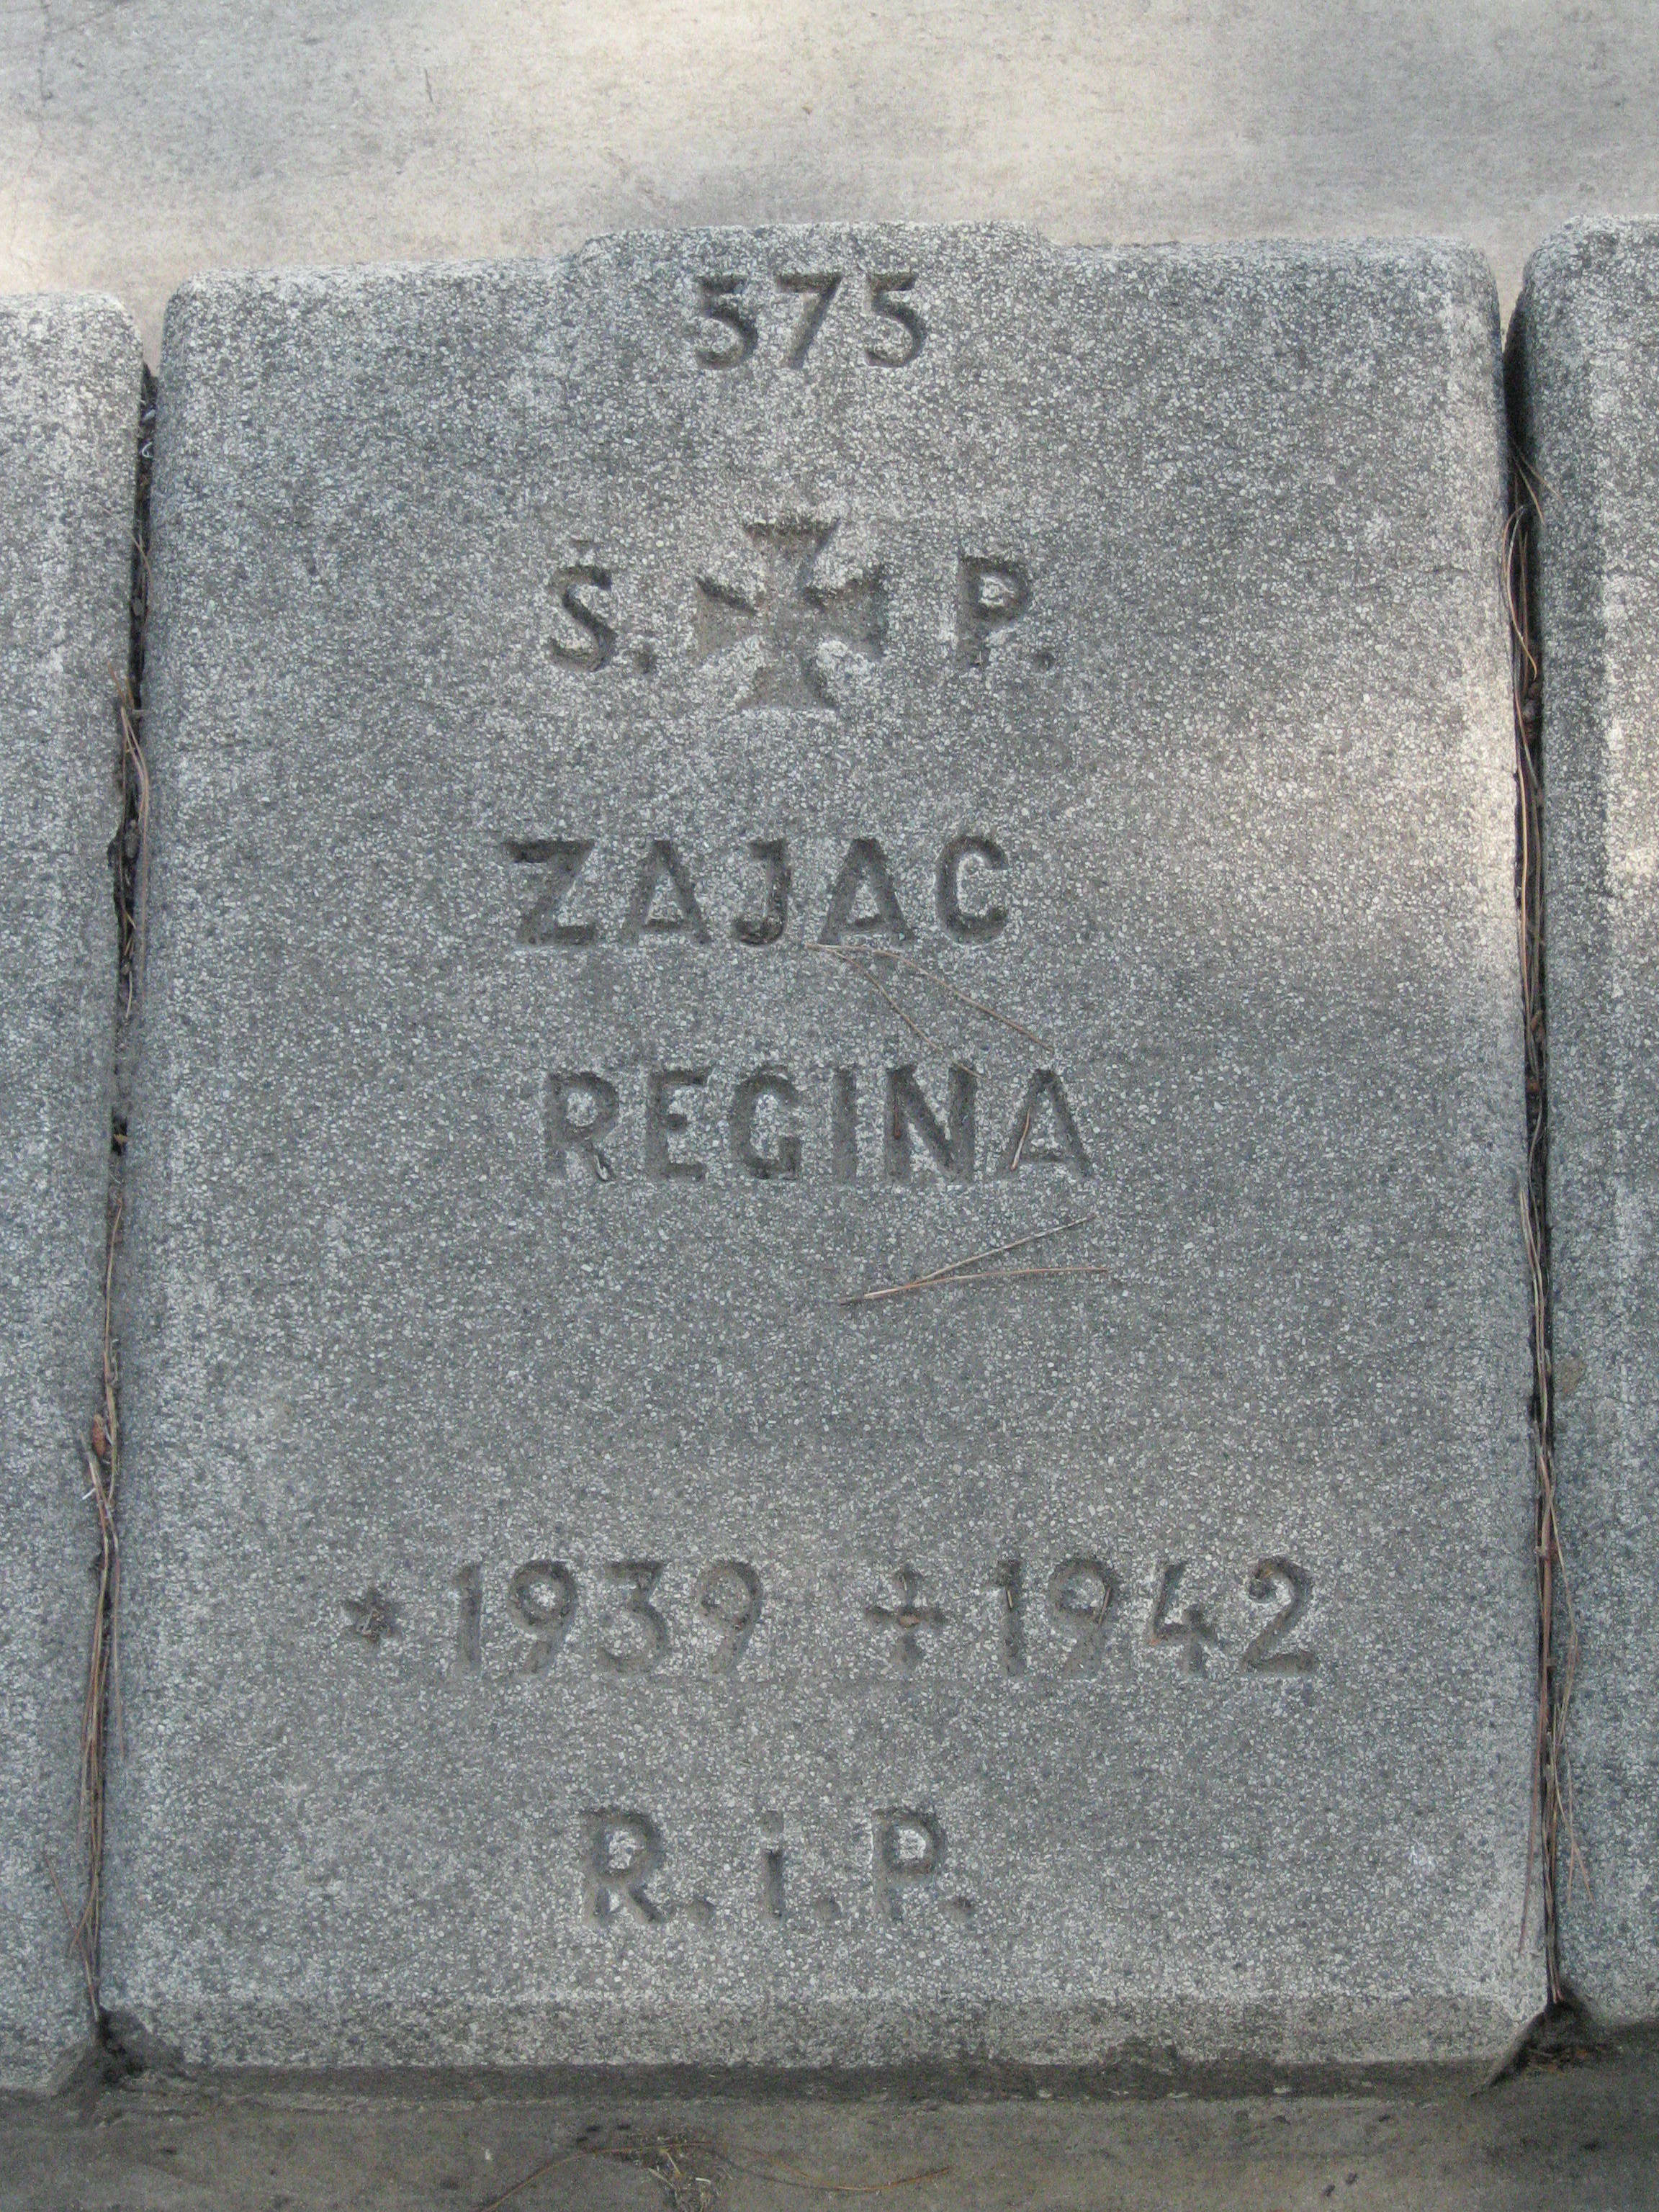 575
Ś. P.
ZAJAC
REGINA
* 1939 + 1942
R.i.P.